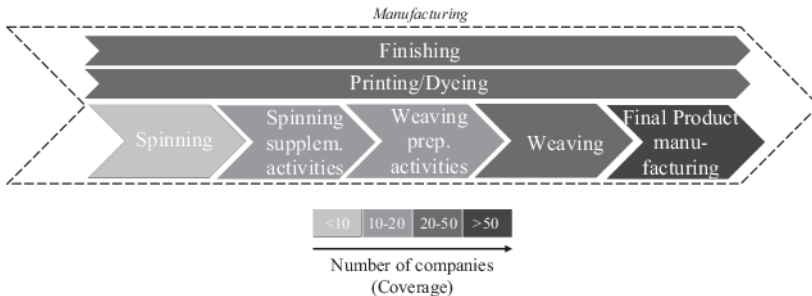 Manufacturing
Finishing
Printing/Dyeing
Spinning
Spinning
supplem.
activities
Weaving
prep.
activities
Weaving
Final Product
manu-
facturing
<10 10-20 20-50 >50
Number of companies
(Coverage)